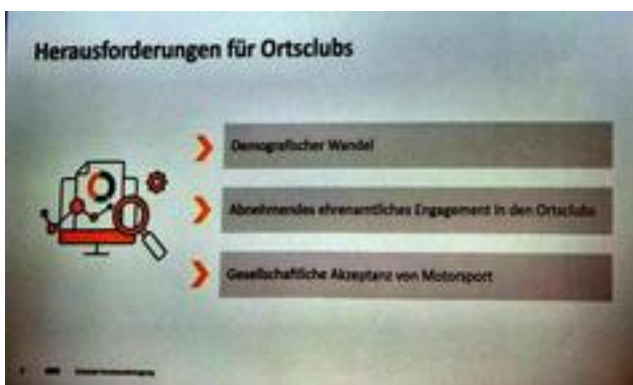 Herausforderungen für Ortsclubs
Demografischer Wandel
Abnehmendes ehrenamtliches Engagement in den Ortsclubs
Gesellschaftliche Akzeptanz von Motorsport